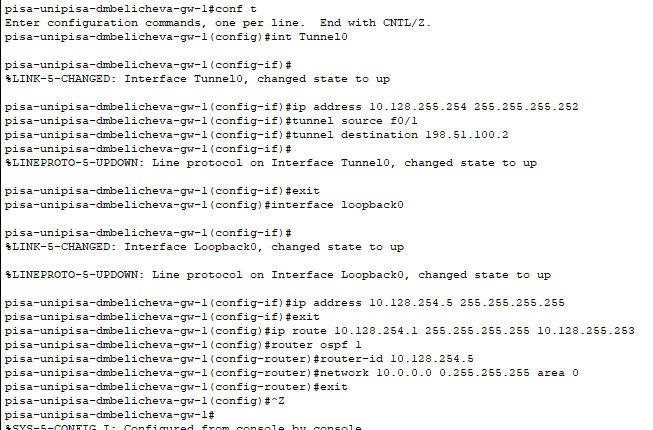 pisa-unipisa-dmbelicheva-gw-1#conf t
Enter configuration commands, one per line.  End with CNTL/Z.
pisa-unipisa-dmbelicheva-gw-1(config)#int Tunnel0
pisa-unipisa-dmbelicheva-gw-1(config-if)#
%LINK-5-CHANGED: Interface Tunnel0, changed state to up
pisa-unipisa-dmbelicheva-gw-1(config-if)#ip address 10.128.255.254 255.255.255.252
pisa-unipisa-dmbelicheva-gw-1(config-if)#tunnel source f0/1
pisa-unipisa-dmbelicheva-gw-1(config-if)#tunnel destination 198.51.100.2
pisa-unipisa-dmbelicheva-gw-1(config-if)#
%LINEPROTO-5-UPDOWN: Line protocol on Interface Tunnel0, changed state to up
pisa-unipisa-dmbelicheva-gw-1(config-if)#exit
pisa-unipisa-dmbelicheva-gw-1(config)#interface loopback0
pisa-unipisa-dmbelicheva-gw-1(config-if)#
%LINK-5-CHANGED: Interface Loopback0, changed state to up
%LINEPROTO-5-UPDOWN: Line protocol on Interface Loopback0, changed state to up
pisa-unipisa-dmbelicheva-gw-1(config-if)#ip address 10.128.254.5 255.255.255.255
pisa-unipisa-dmbelicheva-gw-1(config-if)#exit
pisa-unipisa-dmbelicheva-gw-1(config)#ip route 10.128.254.1 255.255.255.255 10.128.255.253
pisa-unipisa-dmbelicheva-gw-1(config)#router ospf 1
pisa-unipisa-dmbelicheva-gw-1(config-router)#router-id 10.128.254.5
pisa-unipisa-dmbelicheva-gw-1(config-router)#network 10.0.0.0 0.255.255.255 area 0
pisa-unipisa-dmbelicheva-gw-1(config-router)#exit
pisa-unipisa-dmbelicheva-gw-1(config)#^Z
pisa-unipisa-dmbelicheva-gw-1#
%SYS-5-CONFIG_I: Configured from console by console